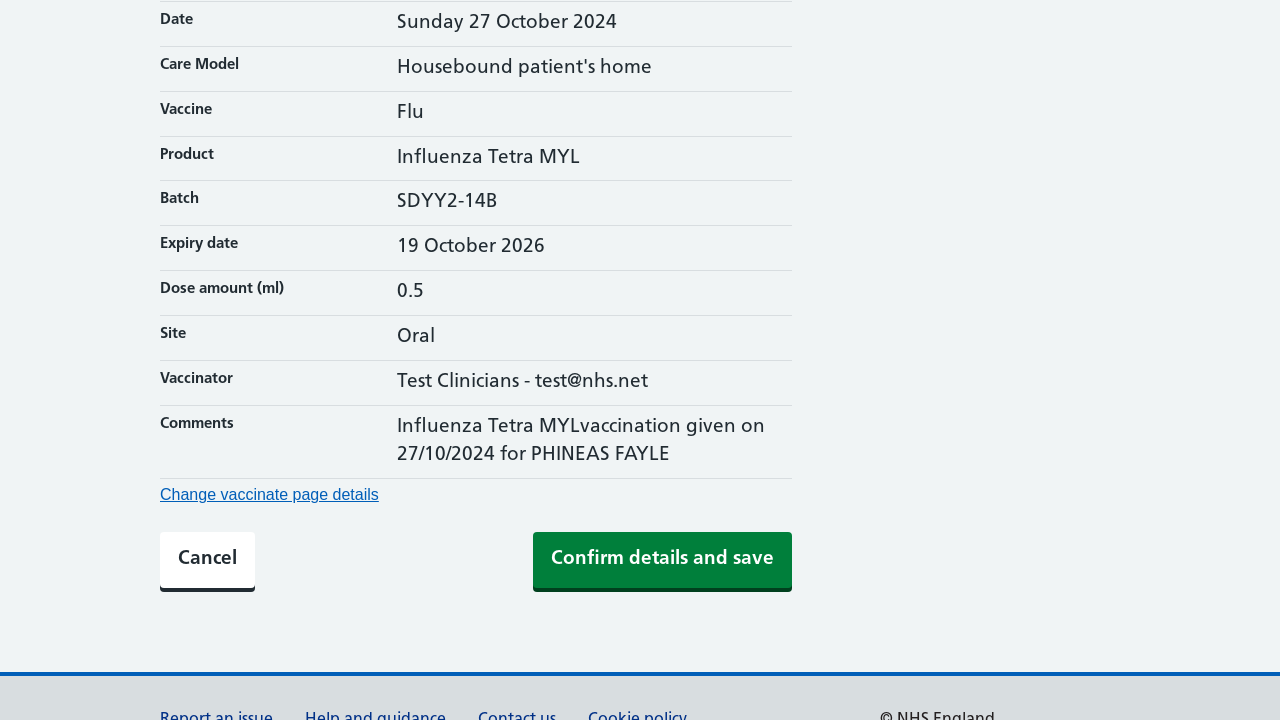 Date Sunday 27 October 2024
Care Model Housebound patient's home
Vaccine Flu
Product Influenza Tetra MYL
Batch SDYY2-14B
Expiry date 19 October 2026
Dose amount (ml) 0.5
Site Oral
Vaccinator Test Clinicians - test@nhs.net
Comments Influenza Tetra MYLvaccination given on
27/10/2024 for PHINEAS FAYLE
Change vaccinate page details
Cancel Confirm details and save
Report an issue Help and guidance Contact us Cookie policy © NHS England